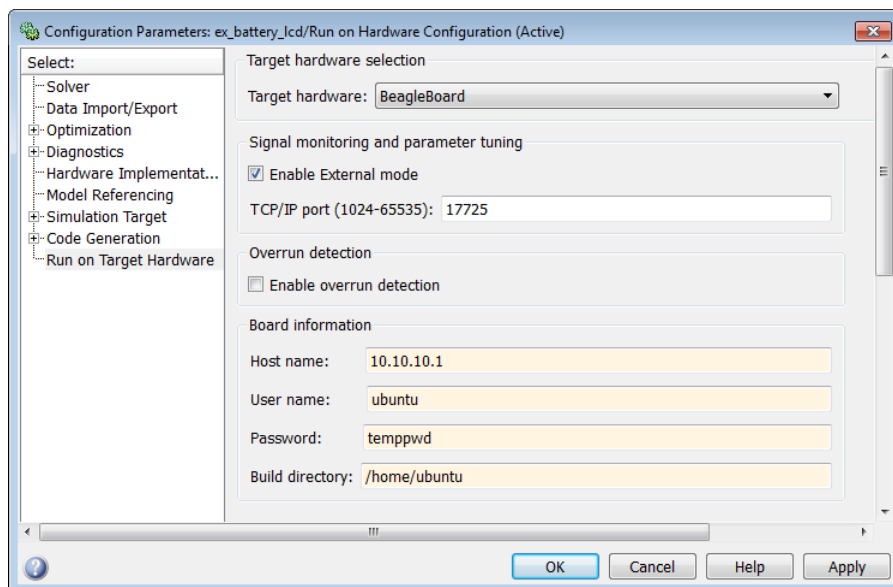 Configuration Parameters: ex_battery_lcd/Run on Hardware Configuration (Active)
Select:
Solver
Data Import/Export
Optimization
Diagnostics
Hardware Implementat...
Model Referencing
Simulation Target
Code Generation
Run on Target Hardware
Target hardware selection
Target hardware: BeagleBoard
Signal monitoring and parameter tuning
Enable External mode
TCP/IP port (1024-65535): 17725
Overrun detection
Enable overrun detection
Board information
Host name: 10.10.10.1
User name: ubuntu
Password: temppwd
Build directory: /home/ubuntu
OK Cancel Help Apply